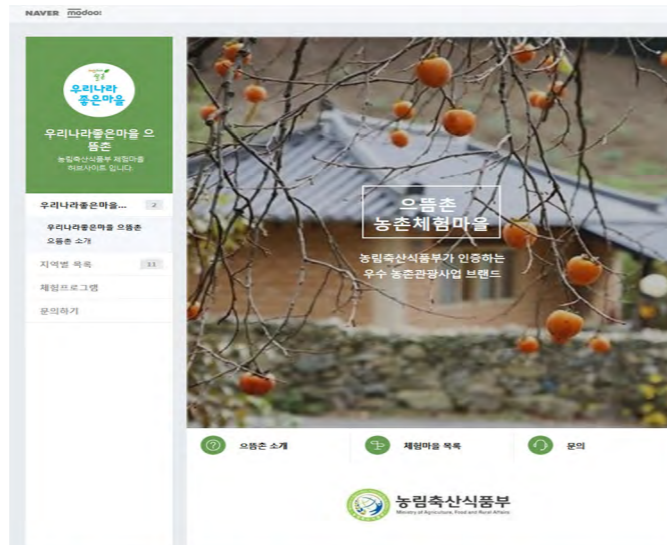 NAVER modoo!
우리나라
좋은마을
우리나라좋은마을 으
뜸촌
농림축산식품부 체험마을
허브사이트 입니다.
우리나라좋은마을... 2
우리나라좋은마을 으뜸촌
으뜸촌 소개
지역별 목록 11
체험프로그램
문의하기
으뜸촌
농촌체험마을
농림축산식품부가 인증하는
우수 농촌관광사업 브랜드
으뜸촌 소개
체험마을 목록
문의
농림축산식품부
Ministry of Agriculture, Food and Rural Affairs